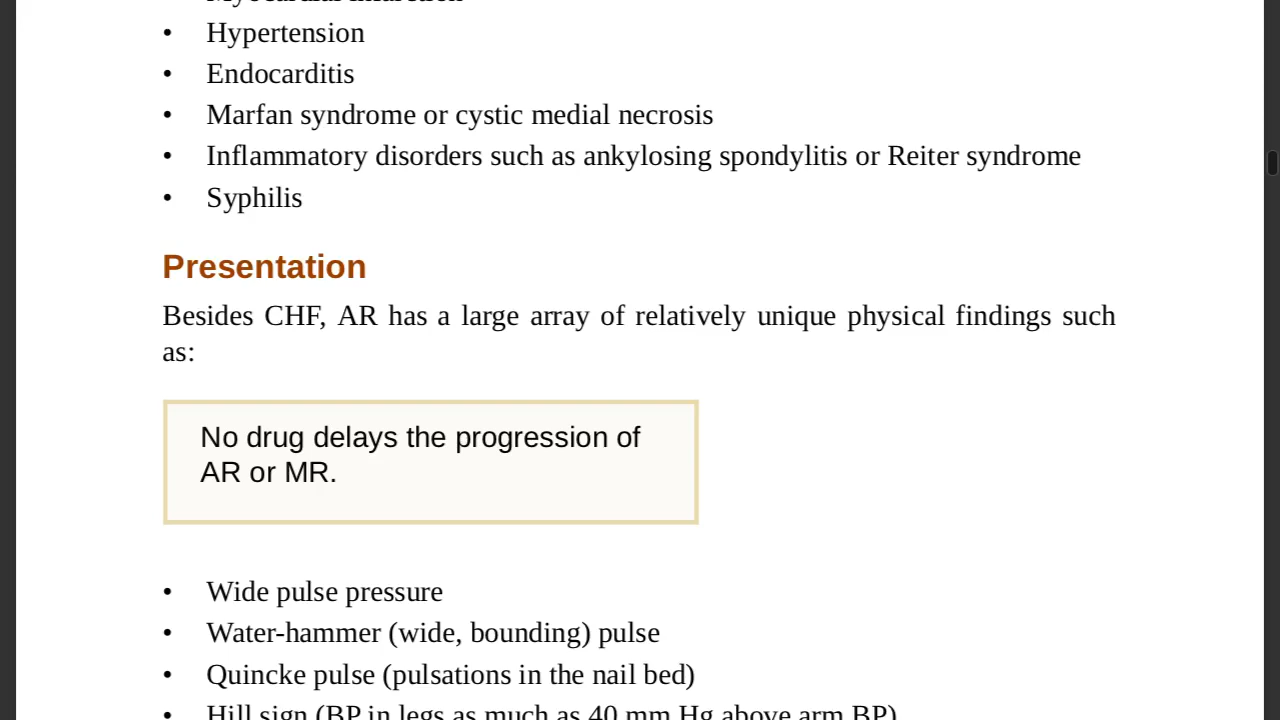 Myocardial infarction
• Hypertension
• Endocarditis
• Marfan syndrome or cystic medial necrosis
• Inflammatory disorders such as ankylosing spondylitis or Reiter syndrome
• Syphilis
Presentation
Besides CHF, AR has a large array of relatively unique physical findings such
as:
No drug delays the progression of
AR or MR.
• Wide pulse pressure
• Water-hammer (wide, bounding) pulse
• Quincke pulse (pulsations in the nail bed)
• Hill sign (BP in legs as much as 40 mm Hg above arm BP)